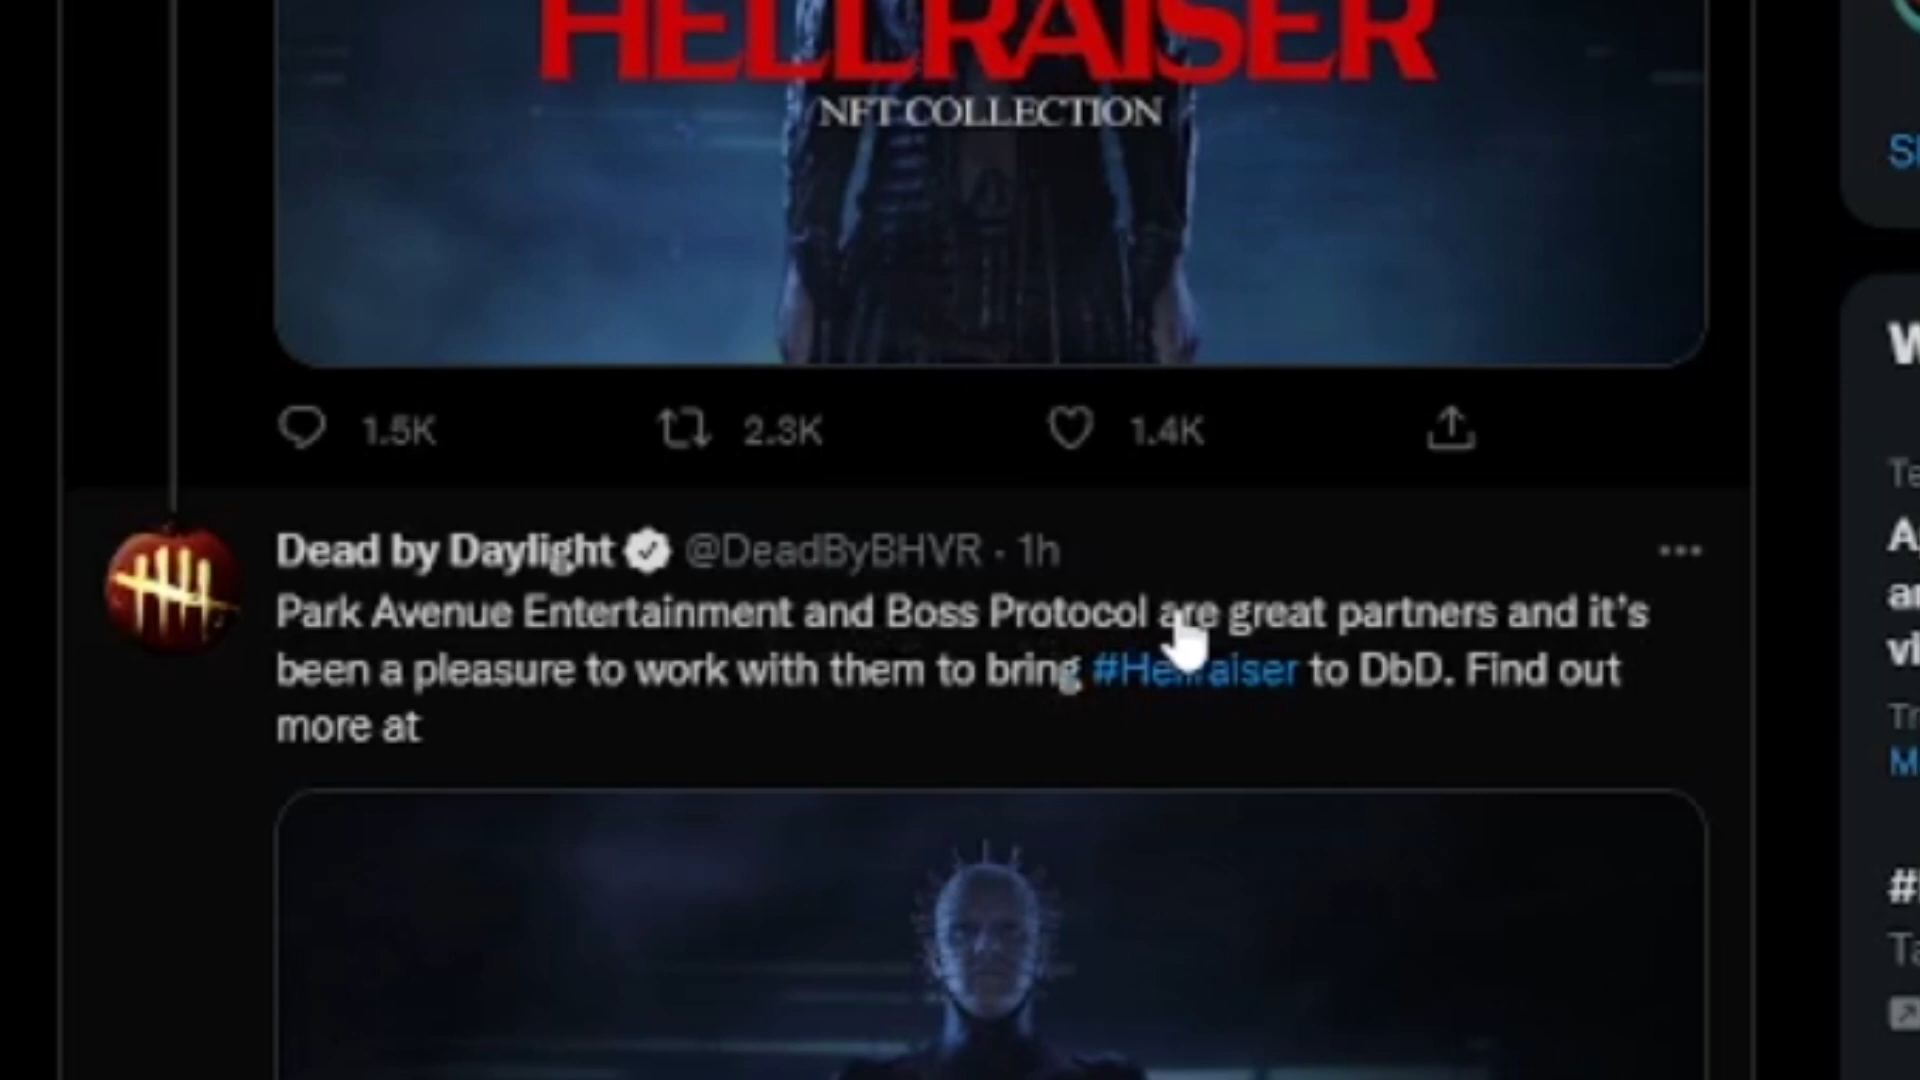 HELLRAISER
NFT COLLECTION
1.5K 2.3K 1.4K
Dead by Daylight @DeadByBHVR · 1h
Park Avenue Entertainment and Boss Protocol are great partners and it's
been a pleasure to work with them to bring #Hellraiser to DbD. Find out
more at